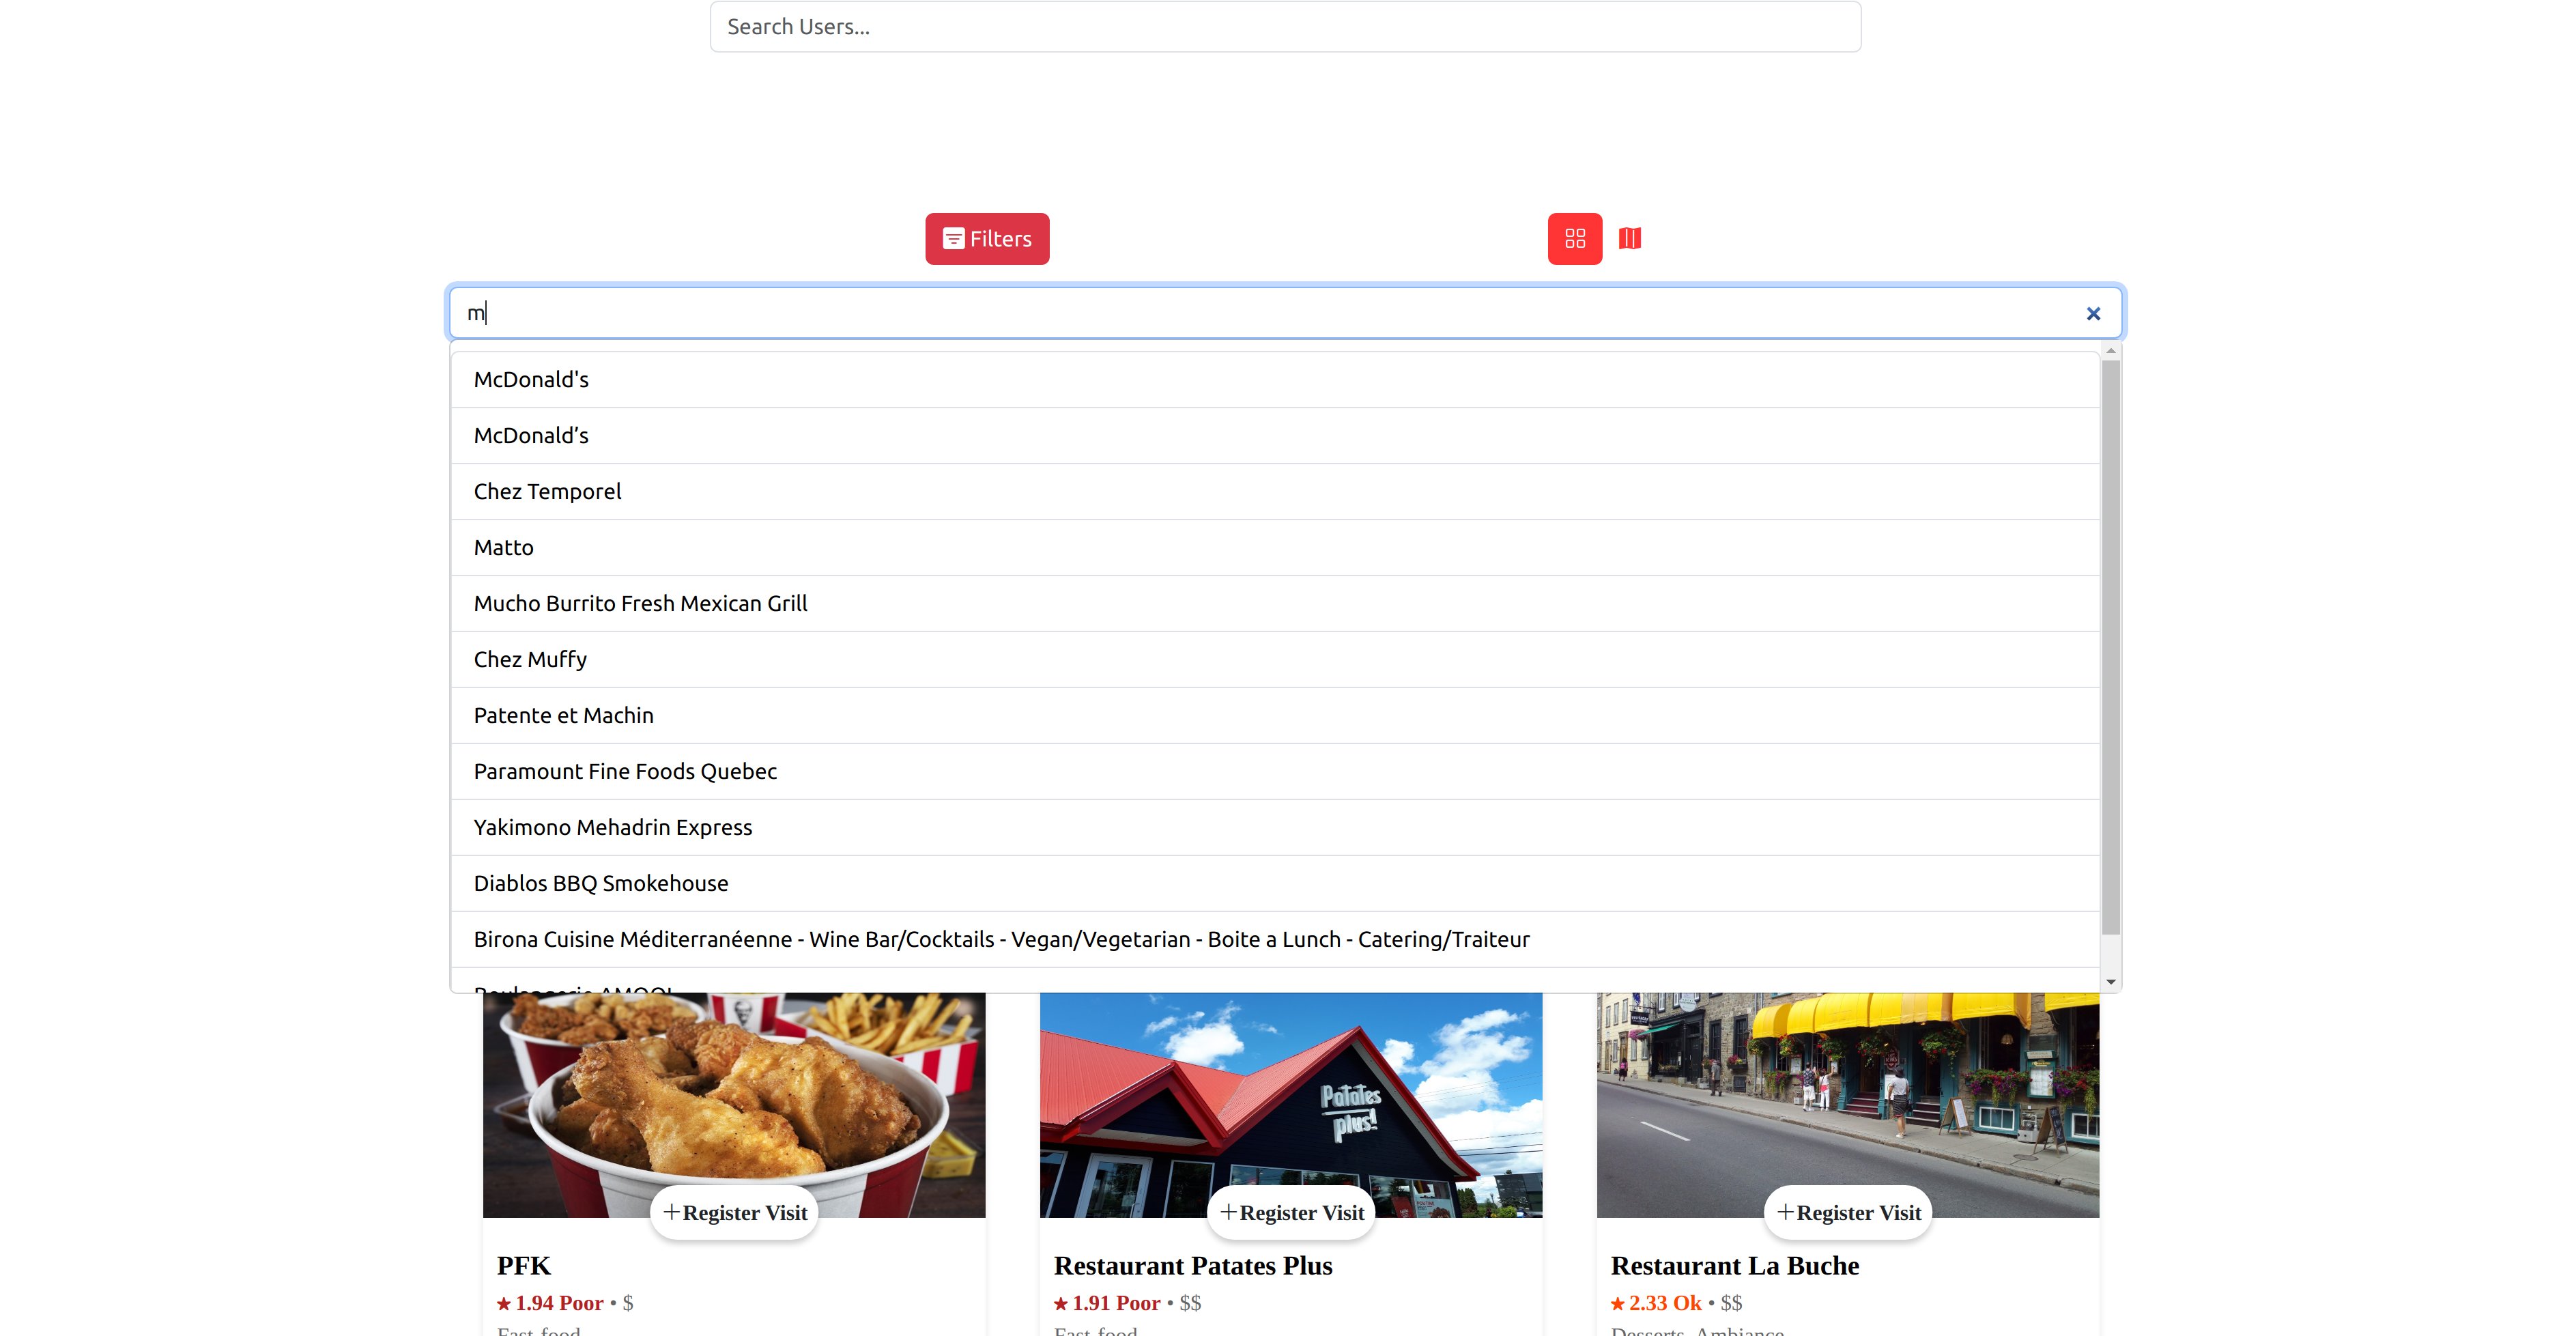 Search Users...
Filters
m
McDonald's
McDonald’s
Chez Temporel
Matto
Mucho Burrito Fresh Mexican Grill
Chez Muffy
Patente et Machin
Paramount Fine Foods Quebec
Yakimono Mehadrin Express
Diablos BBQ Smokehouse
Birona Cuisine Méditerranéenne - Wine Bar/Cocktails - Vegan/Vegetarian - Boite a Lunch - Catering/Traiteur
Patates
plus!
+Register Visit
+Register Visit
+Register Visit
PFK
Restaurant Patates Plus
Restaurant La Buche
★ 1.94 Poor • $
★ 1.91 Poor • $$
★ 2.33 Ok • $$
Fast-food
Fast-food
Desserts, Ambiance